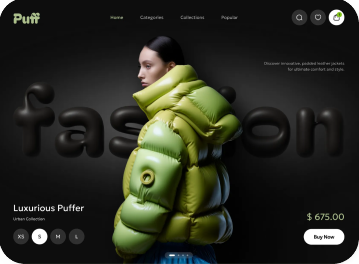 Puff
Home Categories Collections Popular
Discover innovative, padded leather jackets
for ultimate comfort and style.
fashion
Luxurious Puffer
Urban Collection
XS S M L
$ 675.00
Buy Now